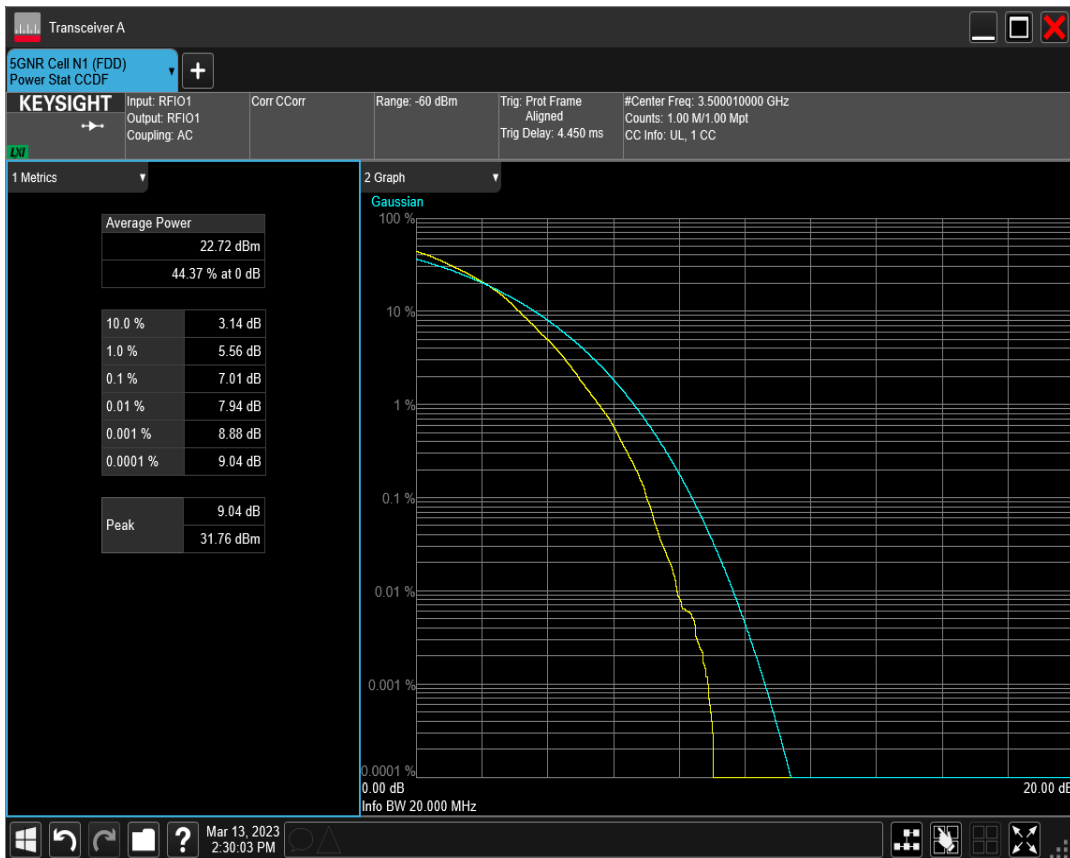 Transceiver A
5GNR Cell N1 (FDD)
Power Stat CCDF
KEYSIGHT
LXI
Input: RFIO1
Output: RFIO1
Coupling: AC
Corr CCorr
Range: -60 dBm
Trig: Prot Frame
Aligned
Trig Delay: 4.450 ms
#Center Freq: 3.500010000 GHz
Counts: 1.00 M/1.00 Mpt
CC Info: UL, 1 CC
1 Metrics
Average Power
22.72 dBm
44.37 % at 0 dB
10.0 % 3.14 dB
1.0 % 5.56 dB
0.1 % 7.01 dB
0.01 % 7.94 dB
0.001 % 8.88 dB
0.0001 % 9.04 dB
Peak 9.04 dB
31.76 dBm
2 Graph
Gaussian
100 %
10 %
1 %
0.1 %
0.01 %
0.001 %
0.0001 %
0.00 dB 20.00 dB
Info BW 20.000 MHz
Mar 13, 2023
2:30:03 PM